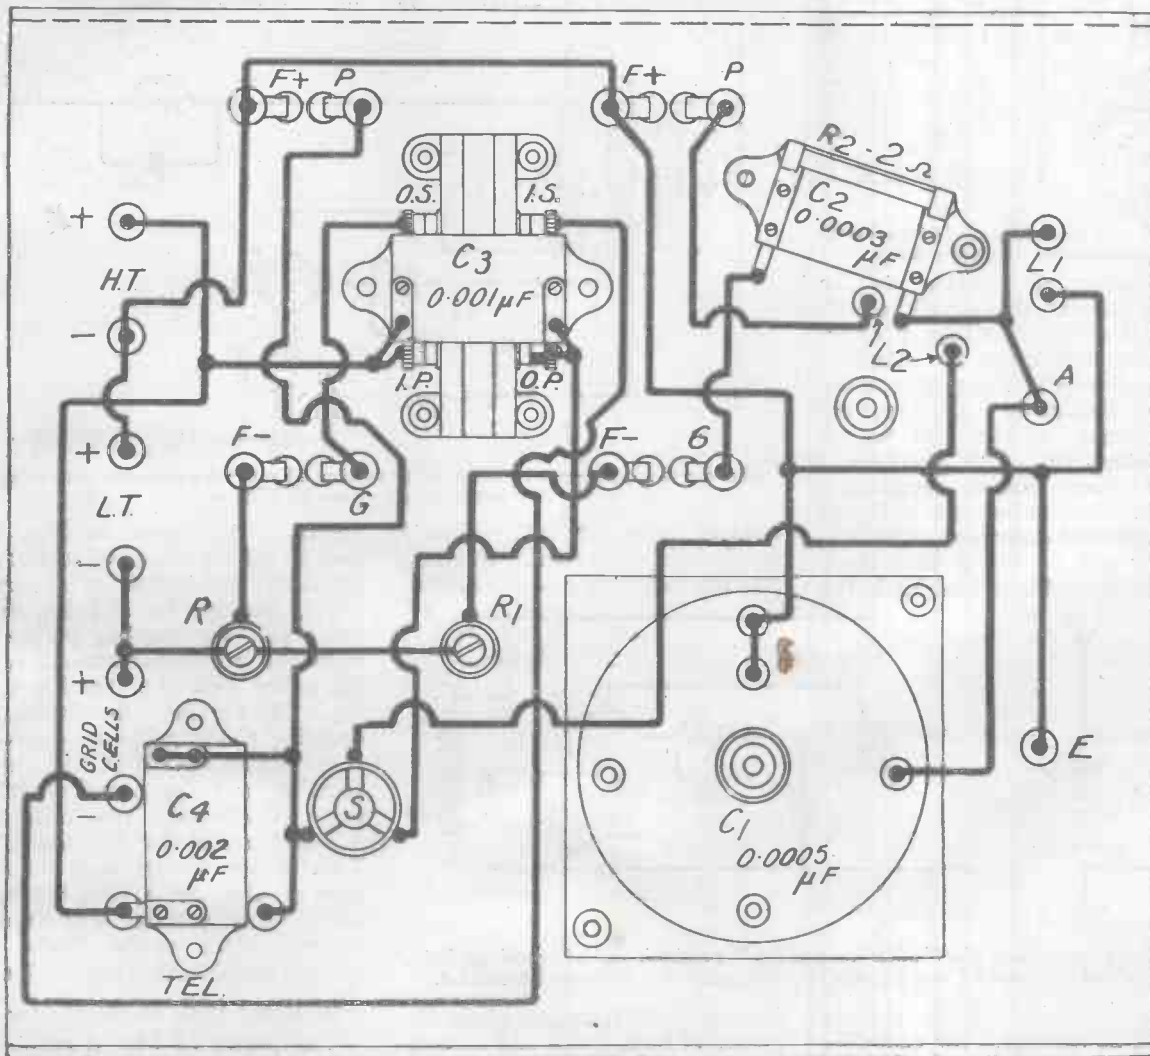 F+ P
F+ P
R2-2Ω
C2
0.0003
μF
O.S. I.S.
C3
0.001μF
I.P. O.P.
+
H.T.
-
+
L.T.
-
+
GRID
CELLS
-
L1
L2
A
F-
G
F-
G
R
R1
S
C4
0.002
μF
TEL.
C1
0.0005
μF
E